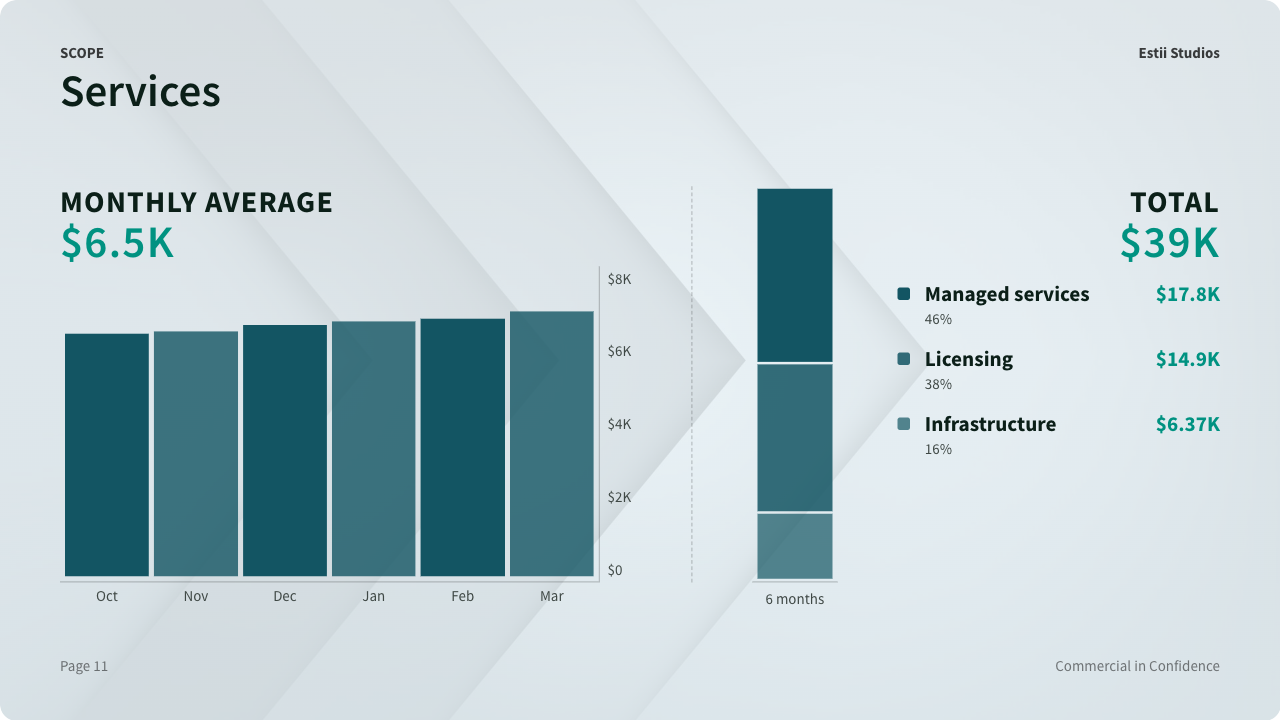 SCOPE
Estii Studios
Services
MONTHLY AVERAGE
$6.5K
$8K
$6K
$4K
$2K
$0
Oct Nov Dec Jan Feb Mar
6 months
TOTAL
$39K
Managed services $17.8K
46%
Licensing $14.9K
38%
Infrastructure $6.37K
16%
Page 11
Commercial in Confidence